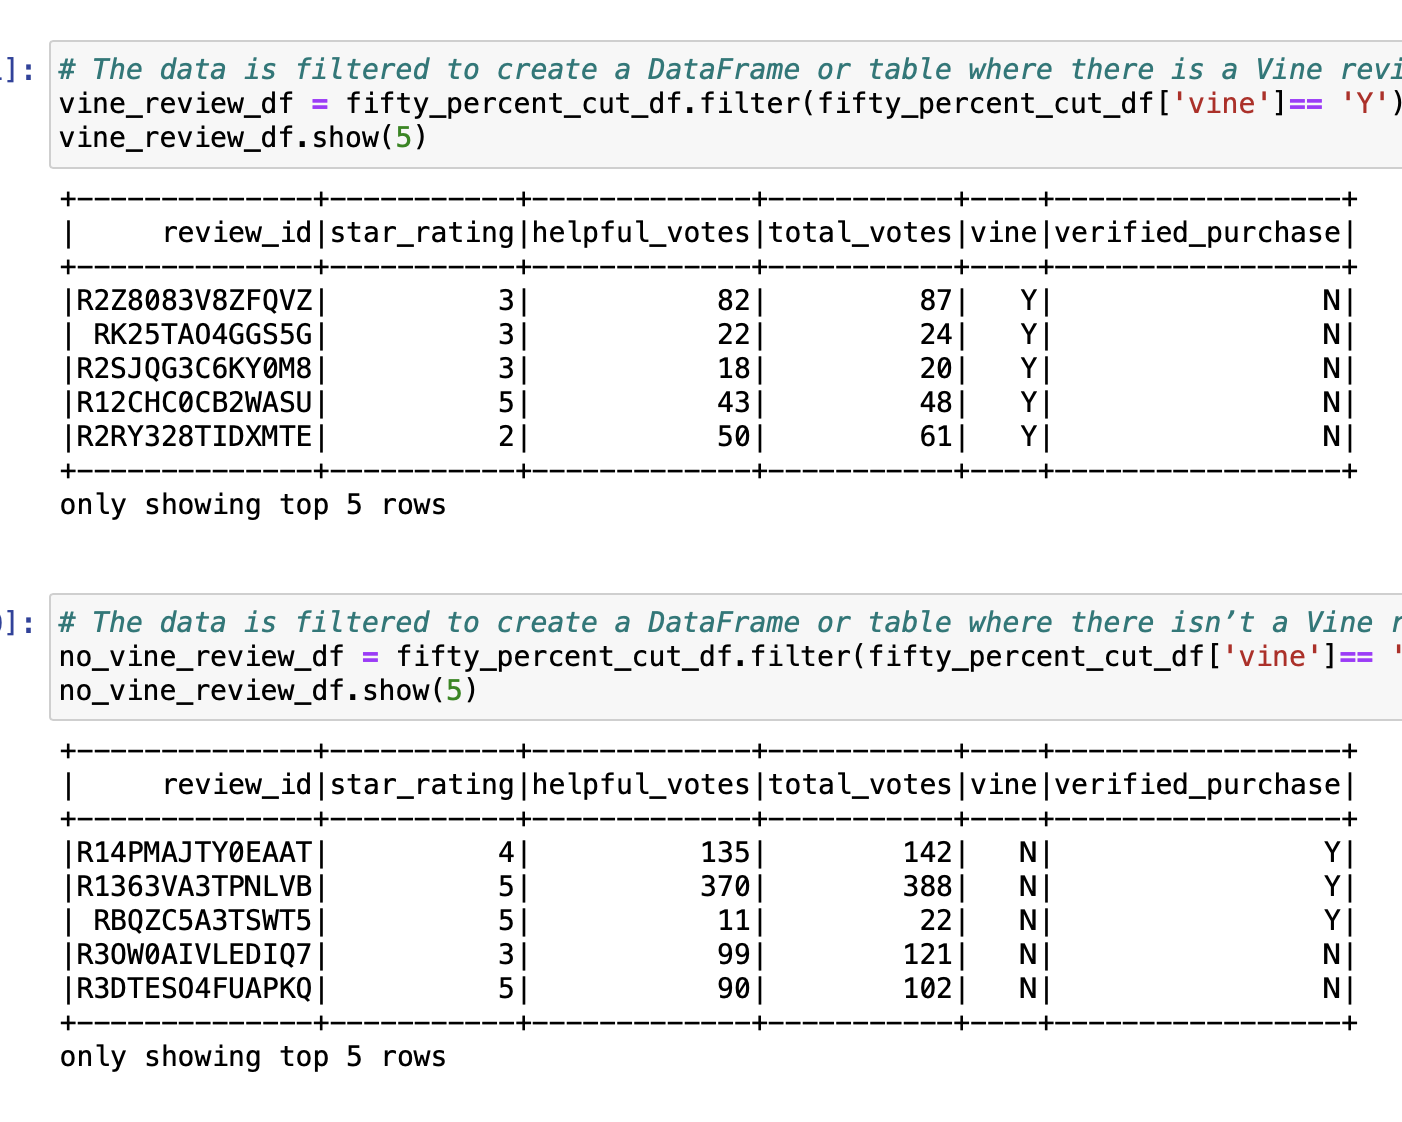 ]: # The data is filtered to create a DataFrame or table where there is a Vine revi
vine_review_df = fifty_percent_cut_df.filter(fifty_percent_cut_df['vine']== 'Y')
vine_review_df.show(5)
+--------------+-----------+-------------+-----------+----+-----------------+
|     review_id|star_rating|helpful_votes|total_votes|vine|verified_purchase|
+--------------+-----------+-------------+-----------+----+-----------------+
|R2Z8083V8ZFQVZ|          3|           82|         87|   Y|                N|
| RK25TAO4GGS5G|          3|           22|         24|   Y|                N|
|R2SJQG3C6KY0M8|          3|           18|         20|   Y|                N|
|R12CHC0CB2WASU|          5|           43|         48|   Y|                N|
|R2RY328TIDXMTE|          2|           50|         61|   Y|                N|
+--------------+-----------+-------------+-----------+----+-----------------+
only showing top 5 rows
]: # The data is filtered to create a DataFrame or table where there isn’t a Vine r
no_vine_review_df = fifty_percent_cut_df.filter(fifty_percent_cut_df['vine']== '
no_vine_review_df.show(5)
+--------------+-----------+-------------+-----------+----+-----------------+
|     review_id|star_rating|helpful_votes|total_votes|vine|verified_purchase|
+--------------+-----------+-------------+-----------+----+-----------------+
|R14PMAJTY0EAAT|          4|          135|        142|   N|                Y|
|R1363VA3TPNLVB|          5|          370|        388|   N|                Y|
| RBQZC5A3TSWT5|          5|           11|         22|   N|                Y|
|R3OW0AIVLEDIQ7|          3|           99|        121|   N|                N|
|R3DTESO4FUAPKQ|          5|           90|        102|   N|                N|
+--------------+-----------+-------------+-----------+----+-----------------+
only showing top 5 rows